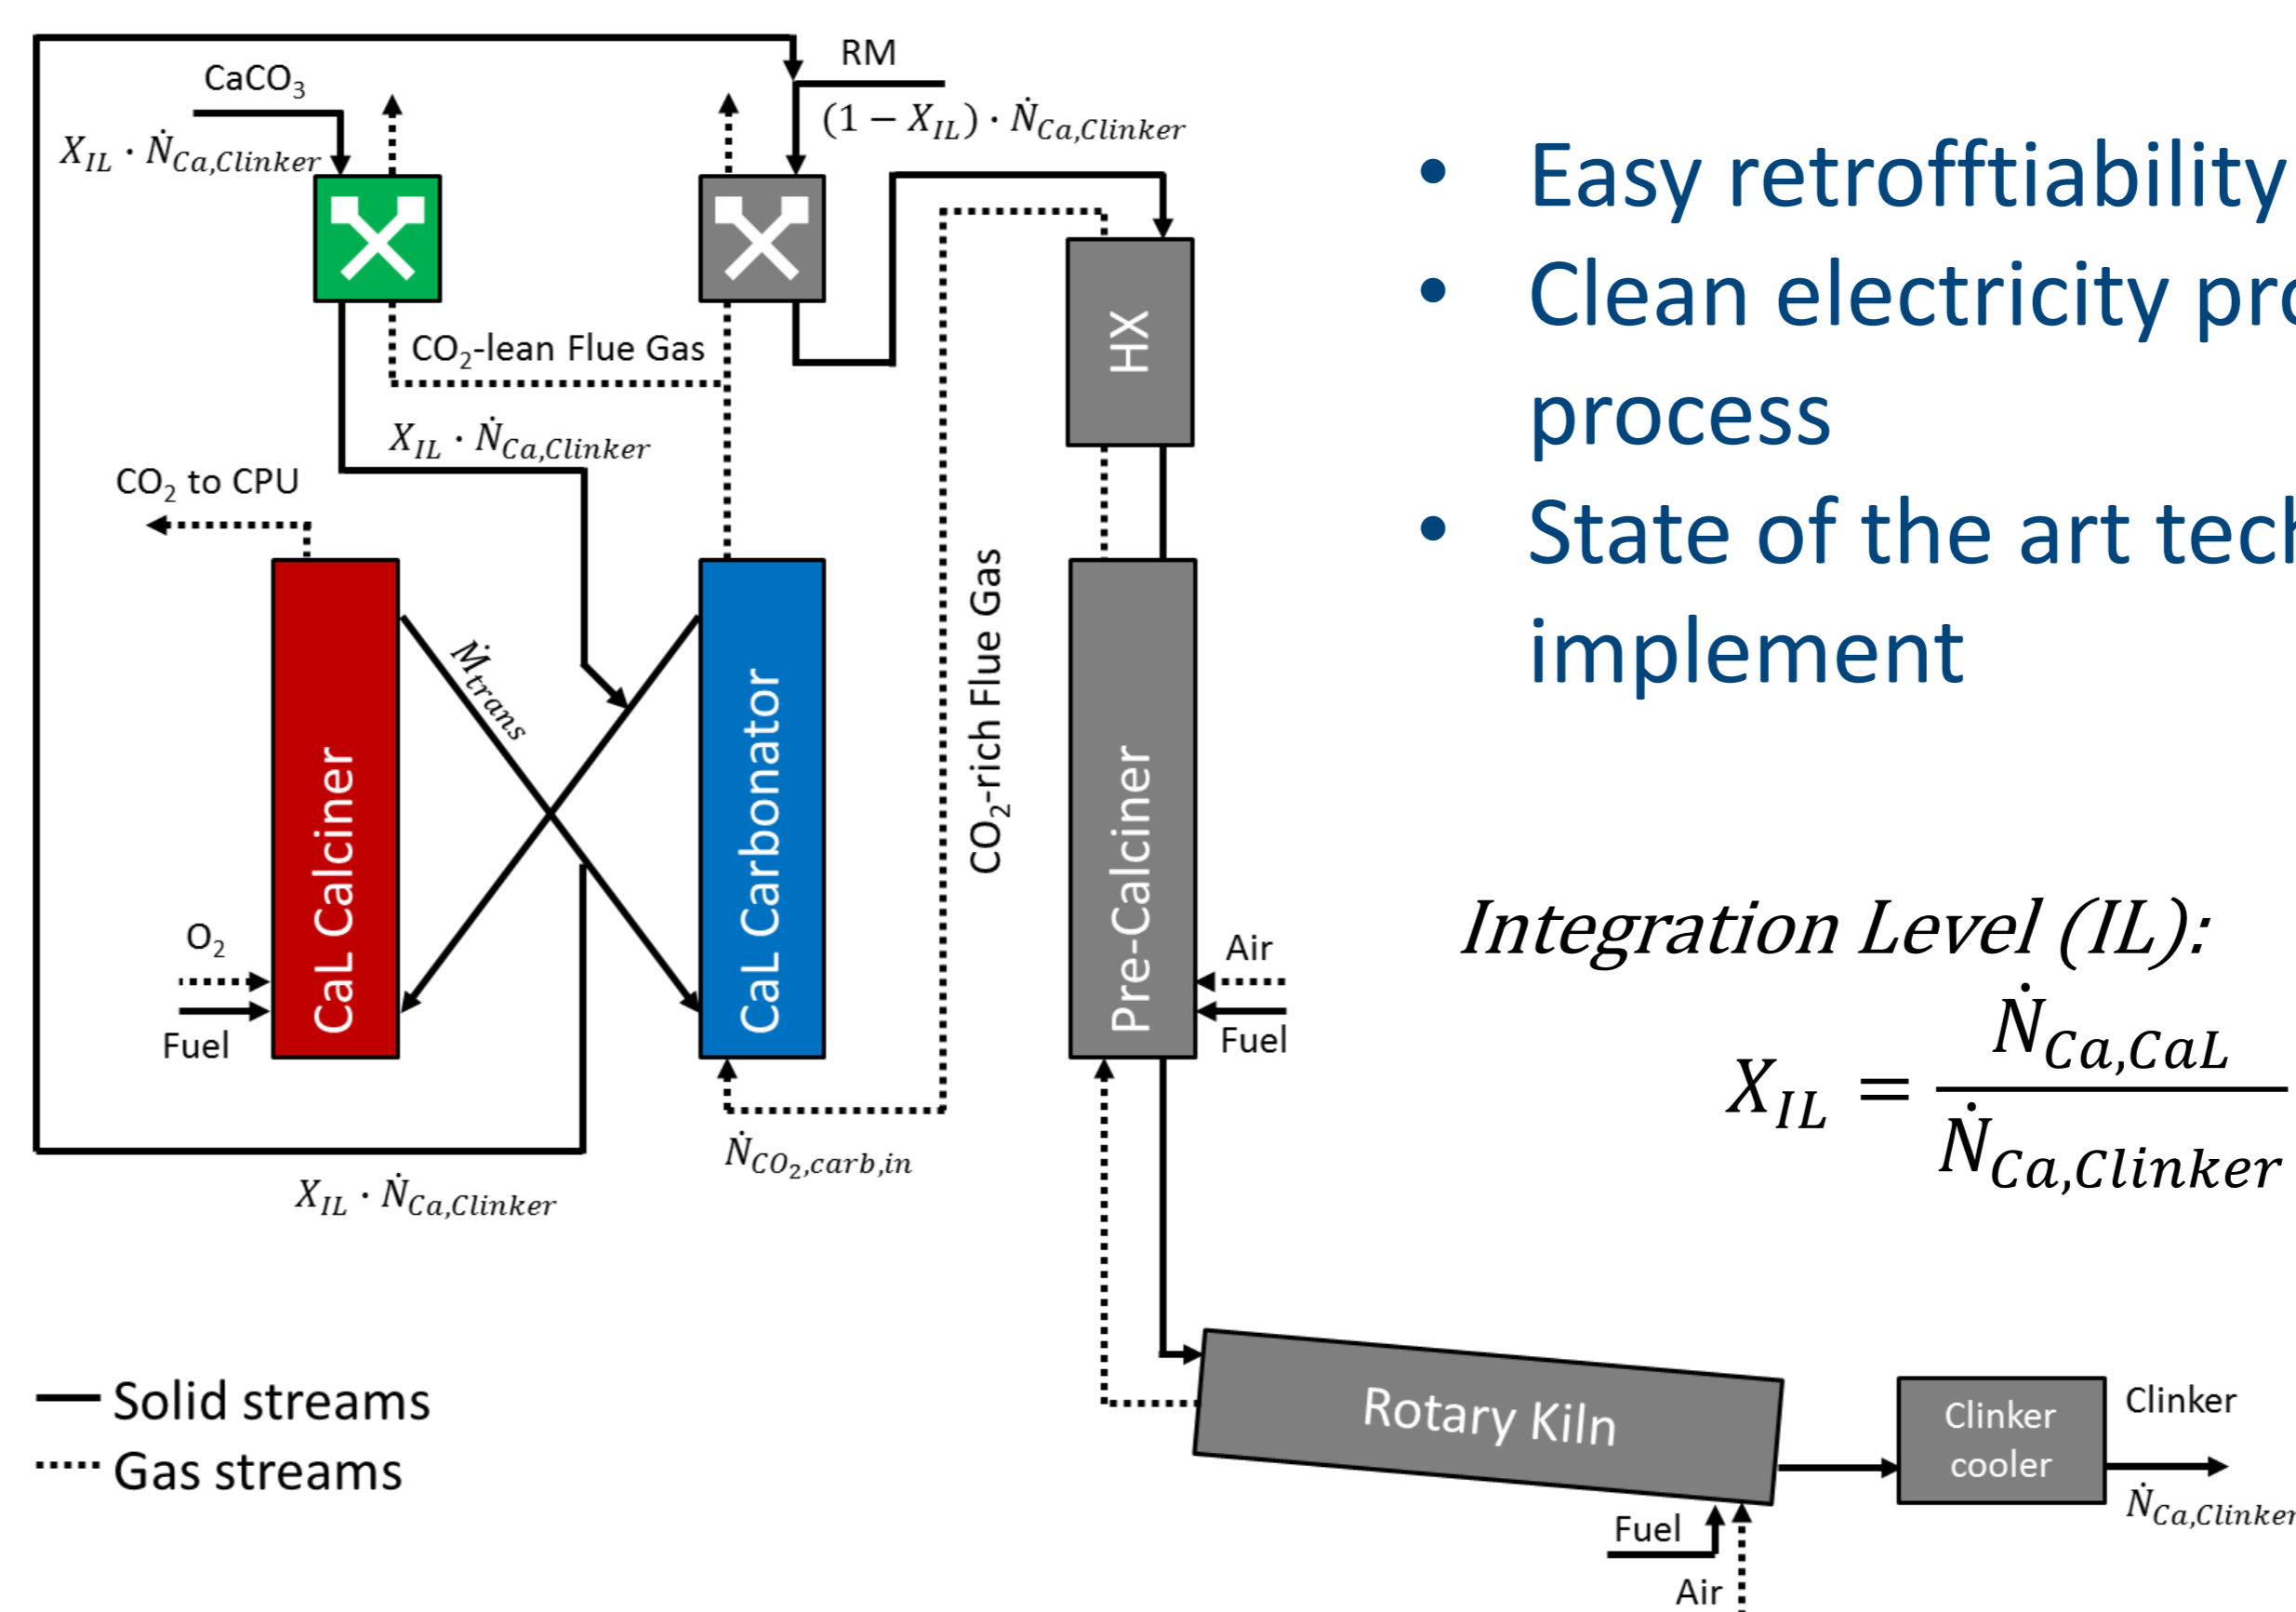 RM
CaCO₃
(1 − X_IL) · Ṅ_Ca,Clinker
X_IL · Ṅ_Ca,Clinker
CO₂-lean Flue Gas
HX
X_IL · Ṅ_Ca,Clinker
CO₂ to CPU
Ṁ_trans
CO₂-rich Flue Gas
CaL Calciner
CaL Carbonator
Pre-Calciner
O₂
Fuel
Air
Fuel
Ṅ_CO₂,carb,in
X_IL · Ṅ_Ca,Clinker
Solid streams
Gas streams
Rotary Kiln
Clinker
cooler
Clinker
Ṅ_Ca,Clinker
Fuel
Air
• Easy retrofftiability
• Clean electricity
process
• State of the art
implement
Integration Level (IL):
X_IL = Ṅ_Ca,CaL / Ṅ_Ca,Clinker